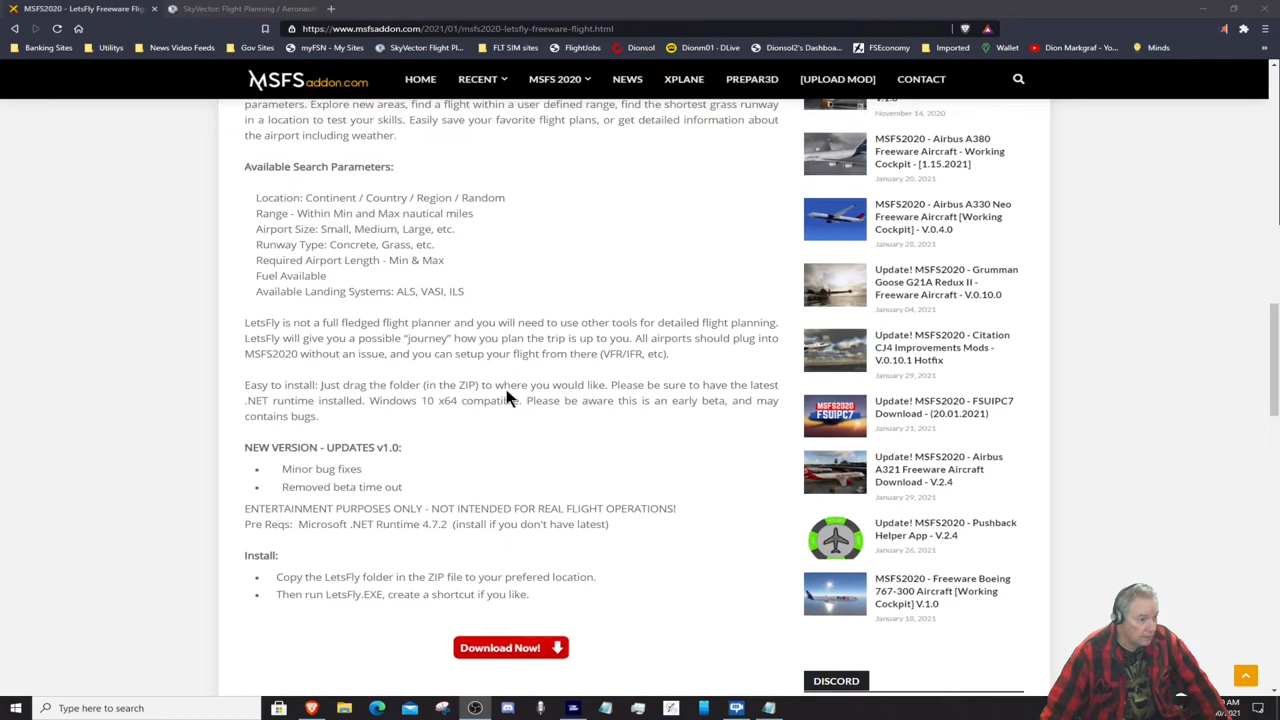 MSFS2020 - LetsFly Freeware Flig
SkyVector: Flight Planning / Aeronaut
https://www.msfsaddon.com/2021/01/msfs2020-letsfly-freeware-flight.html
Banking Sites
Utilities
News Video Feeds
Gov Sites
myFSN - My Sites
SkyVector: Flight Pl...
FLT SIM sites
FlightJobs
Dionsol
Dionm01 - DLive
Dionsol2's Dashboa...
FSEconomy
Imported
Wallet
Dion Markgraf - Yo...
Minds
MSFSaddon.com
HOME
RECENT
MSFS 2020
NEWS
XPLANE
PREPAR3D
[UPLOAD MOD]
CONTACT
parameters. Explore new areas, find a flight within a user defined range, find the shortest grass runway
in a location to test your skills. Easily save your favorite flight plans, or get detailed information about
the airport including weather.
Available Search Parameters:
Location: Continent / Country / Region / Random
Range - Within Min and Max nautical miles
Airport Size: Small, Medium, Large, etc.
Runway Type: Concrete, Grass, etc.
Required Airport Length - Min & Max
Fuel Available
Available Landing Systems: ALS, VASI, ILS
LetsFly is not a full fledged flight planner and you will need to use other tools for detailed flight planning.
LetsFly will give you a possible “journey” how you plan the trip is up to you. All airports should plug into
MSFS2020 without an issue, and you can setup your flight from there (VFR/IFR, etc).
Easy to install: Just drag the folder (in the ZIP) to where you would like. Please be sure to have the latest
.NET runtime installed. Windows 10 x64 compatible. Please be aware this is an early beta, and may
contains bugs.
NEW VERSION - UPDATES v1.0:
Minor bug fixes
Removed beta time out
ENTERTAINMENT PURPOSES ONLY - NOT INTENDED FOR REAL FLIGHT OPERATIONS!
Pre Reqs: Microsoft .NET Runtime 4.7.2 (install if you don't have latest)
Install:
Copy the LetsFly folder in the ZIP file to your prefered location.
Then run LetsFly.EXE, create a shortcut if you like.
Download Now!
V.1.0
November 14, 2020
MSFS2020 - Airbus A380
Freeware Aircraft - Working
Cockpit - [1.15.2021]
January 20, 2021
MSFS2020 - Airbus A330 Neo
Freeware Aircraft [Working
Cockpit] - V.0.4.0
January 28, 2021
Update! MSFS2020 - Grumman
Goose G21A Redux II -
Freeware Aircraft - V.0.10.0
January 04, 2021
Update! MSFS2020 - Citation
CJ4 Improvements Mods -
V.0.10.1 Hotfix
January 29, 2021
MSFS2020
FSUIPC7
Update! MSFS2020 - FSUIPC7
Download - (20.01.2021)
January 21, 2021
Update! MSFS2020 - Airbus
A321 Freeware Aircraft
Download - V.2.4
January 29, 2021
Update! MSFS2020 - Pushback
Helper App - V.2.4
January 26, 2021
MSFS2020 - Freeware Boeing
767-300 Aircraft [Working
Cockpit] V.1.0
January 18, 2021
DISCORD
Type here to search